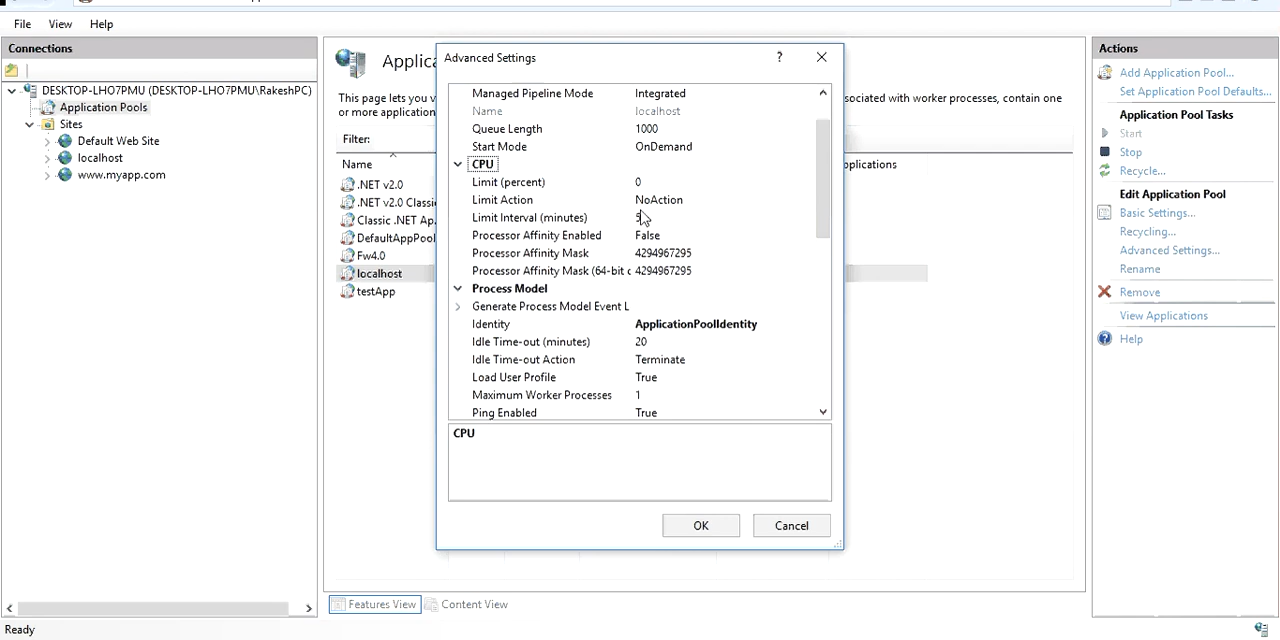 File View Help
Connections
DESKTOP-LHO7PMU (DESKTOP-LHO7PMU\RakeshPC)
Application Pools
Sites
Default Web Site
localhost
www.myapp.com
Applica
This page lets you v
or more application
sociated with worker processes, contain one
Filter:
Name
pplications
.NET v2.0
.NET v2.0 Classi
Classic .NET Ap.
DefaultAppPool
Fw4.0
localhost
testApp
Advanced Settings ?
Managed Pipeline Mode Integrated
Name localhost
Queue Length 1000
Start Mode OnDemand
CPU
Limit (percent) 0
Limit Action NoAction
Limit Interval (minutes) 5
Processor Affinity Enabled False
Processor Affinity Mask 4294967295
Processor Affinity Mask (64-bit o 4294967295
Process Model
Generate Process Model Event L
Identity ApplicationPoolIdentity
Idle Time-out (minutes) 20
Idle Time-out Action Terminate
Load User Profile True
Maximum Worker Processes 1
Ping Enabled True
CPU
OK Cancel
Features View Content View
Actions
Add Application Pool...
Set Application Pool Defaults...
Application Pool Tasks
Start
Stop
Recycle...
Edit Application Pool
Basic Settings...
Recycling...
Advanced Settings...
Rename
Remove
View Applications
Help
Ready